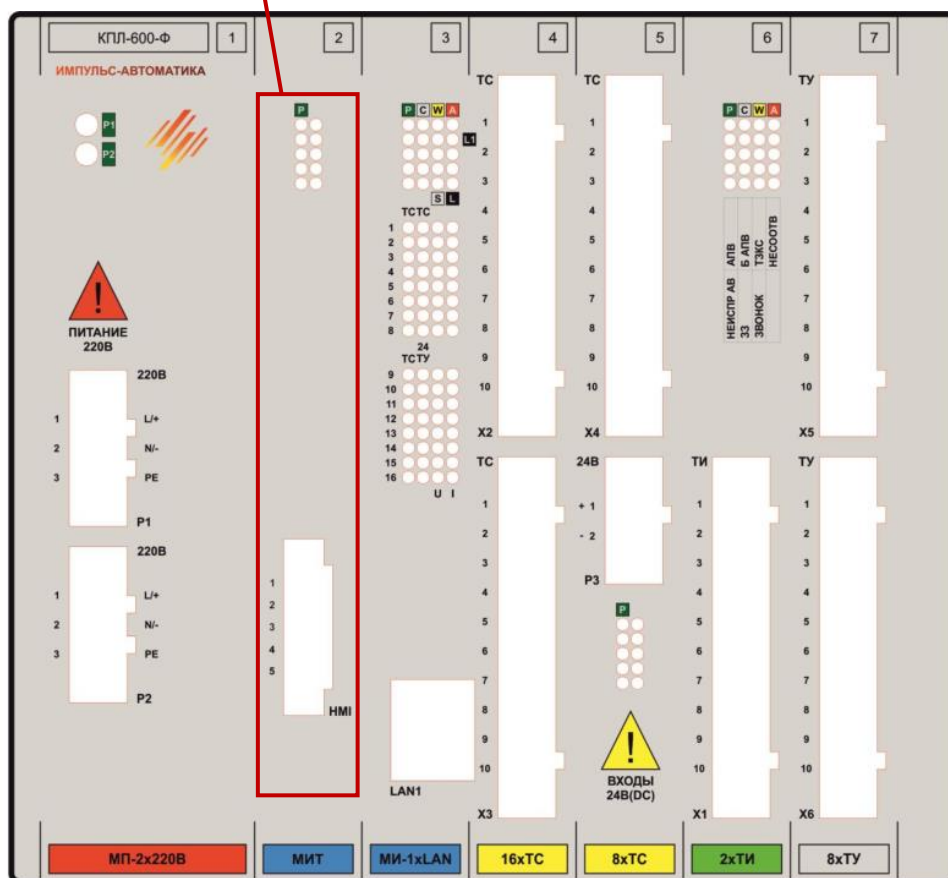 КПЛ-600-Ф
1
ИМПУЛЬС-АВТОМАТИКА
P1
P2
ПИТАНИЕ
220В
220В
1 L/+
2 N/-
3 PE
P1
220В
1 L/+
2 N/-
3 PE
P2
МП-2x220В
2
P
1
2
3
4
5
HMI
МИТ
3
P C W A
L1
S L
ТСТС
1
2
3
4
5
6
7
8
24
ТСТУ
9
10
11
12
13
14
15
16
U I
LAN1
МИ-1xLAN
4
ТС
1
2
3
4
5
6
7
8
9
10
X2
ТС
1
2
3
4
5
6
7
8
9
10
X3
16xТС
5
ТС
1
2
3
4
5
6
7
8
9
10
X4
24В
+ 1
- 2
P3
P
ВХОДЫ
24В(DC)
8xТС
6
P C W A
НЕИСПР АВ АПВ
ЗЗ Б АПВ
ЗВОНОК ТЗКС
НЕСООТВ
ТИ
1
2
3
4
5
6
7
8
9
10
X1
2xТИ
7
ТУ
1
2
3
4
5
6
7
8
9
10
X5
ТУ
1
2
3
4
5
6
7
8
9
10
X6
8xТУ